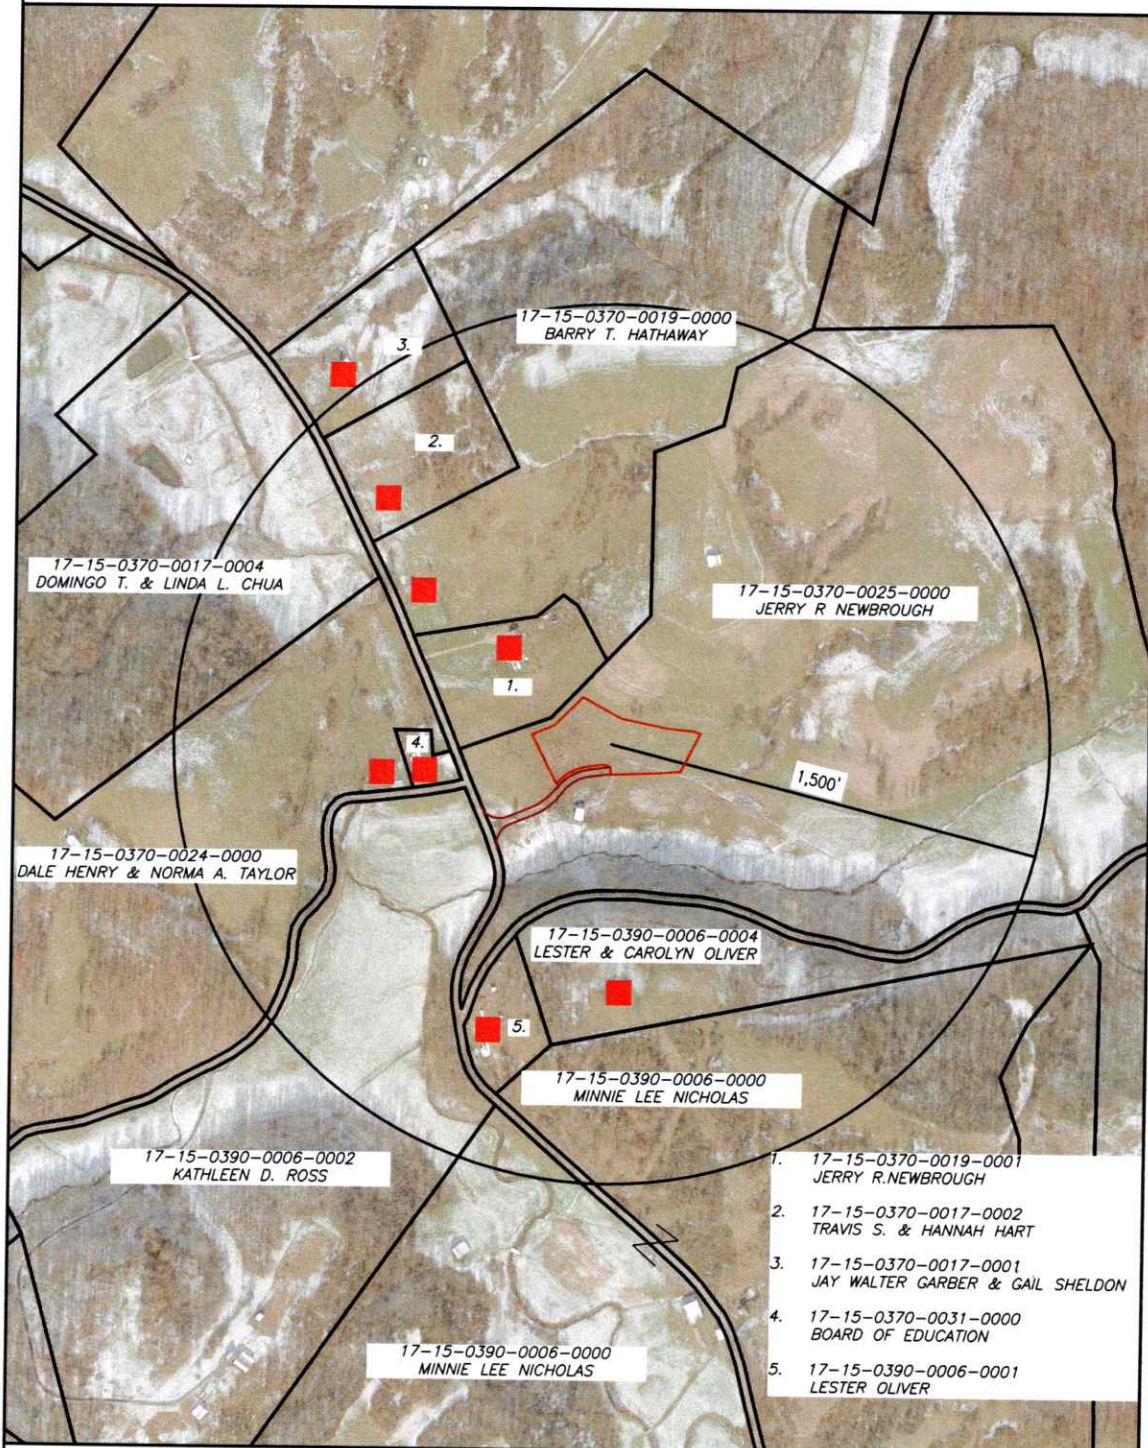 17-15-0370-0019-0000
BARRY T. HATHAWAY
3.
2.
17-15-0370-0017-0004
DOMINGO T. & LINDA L. CHUA
17-15-0370-0025-0000
JERRY R NEWBROUGH
1.
4.
1,500'
17-15-0370-0024-0000
DALE HENRY & NORMA A. TAYLOR
17-15-0390-0006-0004
LESTER & CAROLYN OLIVER
5.
17-15-0390-0006-0000
MINNIE LEE NICHOLAS
17-15-0390-0006-0002
KATHLEEN D. ROSS
1. 17-15-0370-0019-0001
JERRY R.NEWBROUGH
2. 17-15-0370-0017-0002
TRAVIS S. & HANNAH HART
3. 17-15-0370-0017-0001
JAY WALTER GARBER & GAIL SHELDON
4. 17-15-0370-0031-0000
BOARD OF EDUCATION
5. 17-15-0390-0006-0001
LESTER OLIVER
17-15-0390-0006-0000
MINNIE LEE NICHOLAS